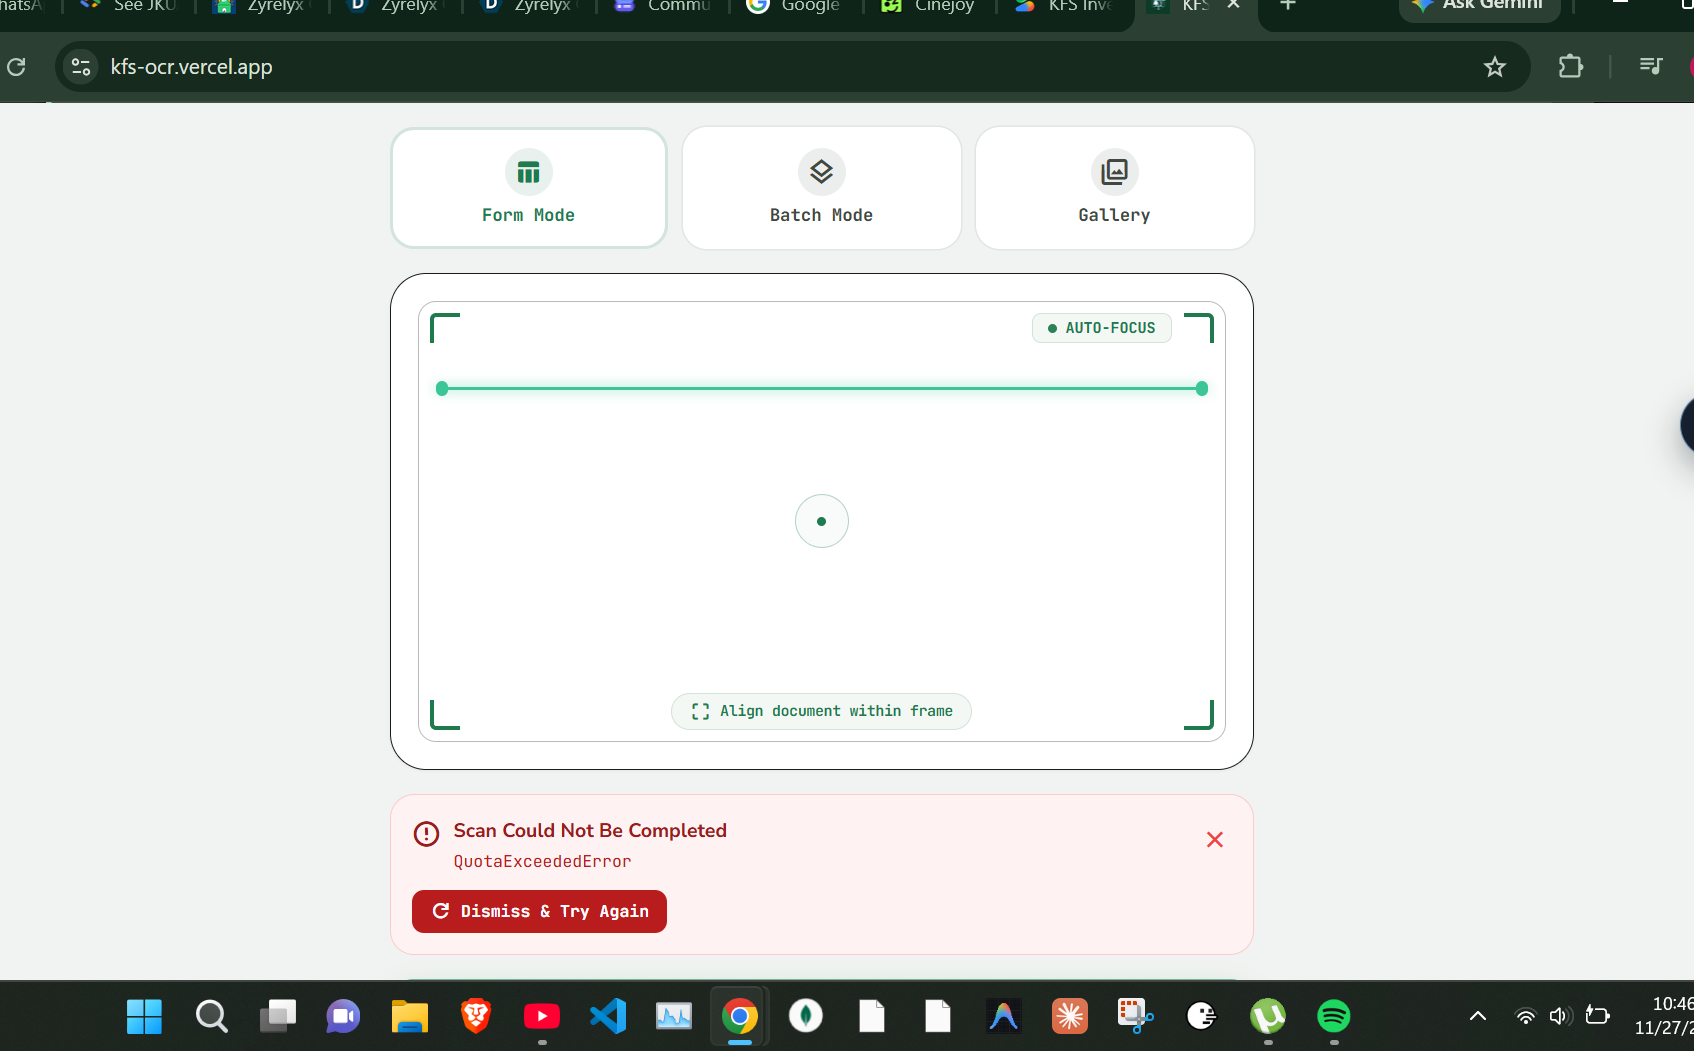 See JKU
Zyrelyx
Zyrelyx
Zyrelyx
Commu
Google
Cinejoy
KFS Inve
KFS
Ask Gemini
kfs-ocr.vercel.app
Form Mode
Batch Mode
Gallery
AUTO-FOCUS
Align document within frame
Scan Could Not Be Completed
QuotaExceededError
Dismiss & Try Again
10:46
11/27/2